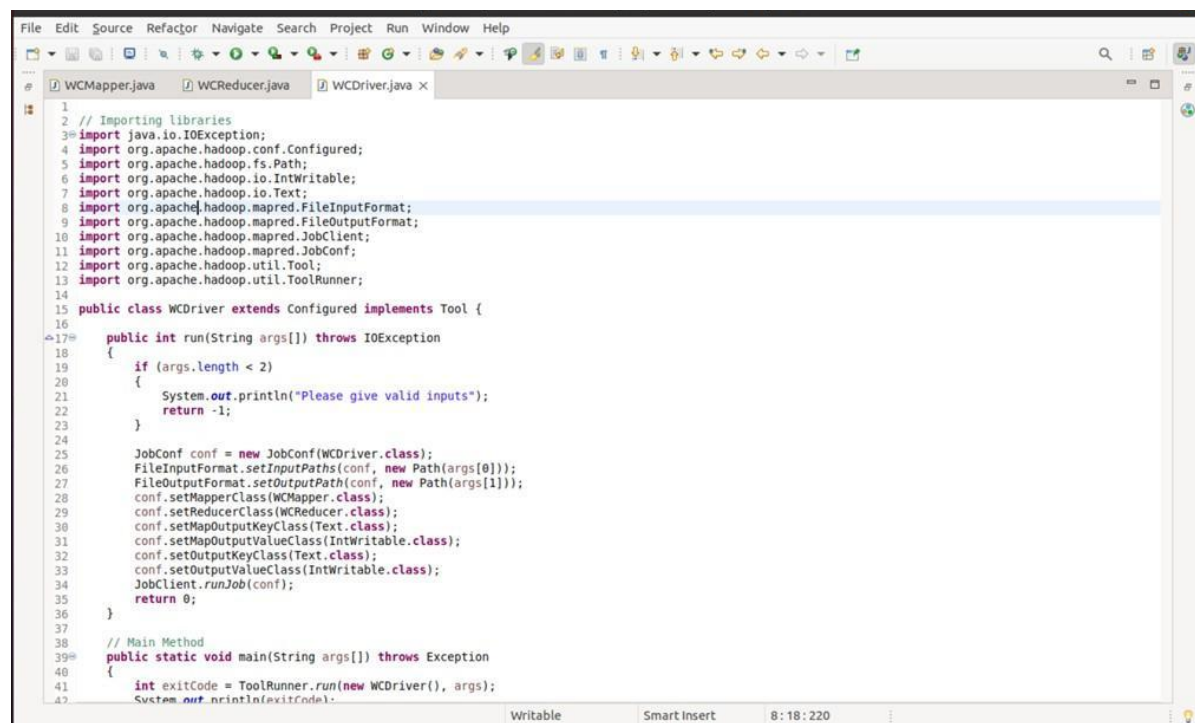 File Edit Source Refactor Navigate Search Project Run Window Help
WCMapper.java WCReducer.java WCDriver.java
1
2 // Importing libraries
3 import java.io.IOException;
4 import org.apache.hadoop.conf.Configured;
5 import org.apache.hadoop.fs.Path;
6 import org.apache.hadoop.io.IntWritable;
7 import org.apache.hadoop.io.Text;
8 import org.apache.hadoop.mapred.FileInputFormat;
9 import org.apache.hadoop.mapred.FileOutputFormat;
10 import org.apache.hadoop.mapred.JobClient;
11 import org.apache.hadoop.mapred.JobConf;
12 import org.apache.hadoop.util.Tool;
13 import org.apache.hadoop.util.ToolRunner;
14
15 public class WCDriver extends Configured implements Tool {
16
17     public int run(String args[]) throws IOException
18     {
19         if (args.length < 2)
20         {
21             System.out.println("Please give valid inputs");
22             return -1;
23         }
24
25         JobConf conf = new JobConf(WCDriver.class);
26         FileInputFormat.setInputPaths(conf, new Path(args[0]));
27         FileOutputFormat.setOutputPath(conf, new Path(args[1]));
28         conf.setMapperClass(WCMapper.class);
29         conf.setReducerClass(WCReducer.class);
30         conf.setMapOutputKeyClass(Text.class);
31         conf.setMapOutputValueClass(IntWritable.class);
32         conf.setOutputKeyClass(Text.class);
33         conf.setOutputValueClass(IntWritable.class);
34         JobClient.runJob(conf);
35         return 0;
36     }
37
38     // Main Method
39     public static void main(String args[]) throws Exception
40     {
41         int exitCode = ToolRunner.run(new WCDriver(), args);
42         System.out.println(exitCode);
Writable Smart Insert 8:18:220